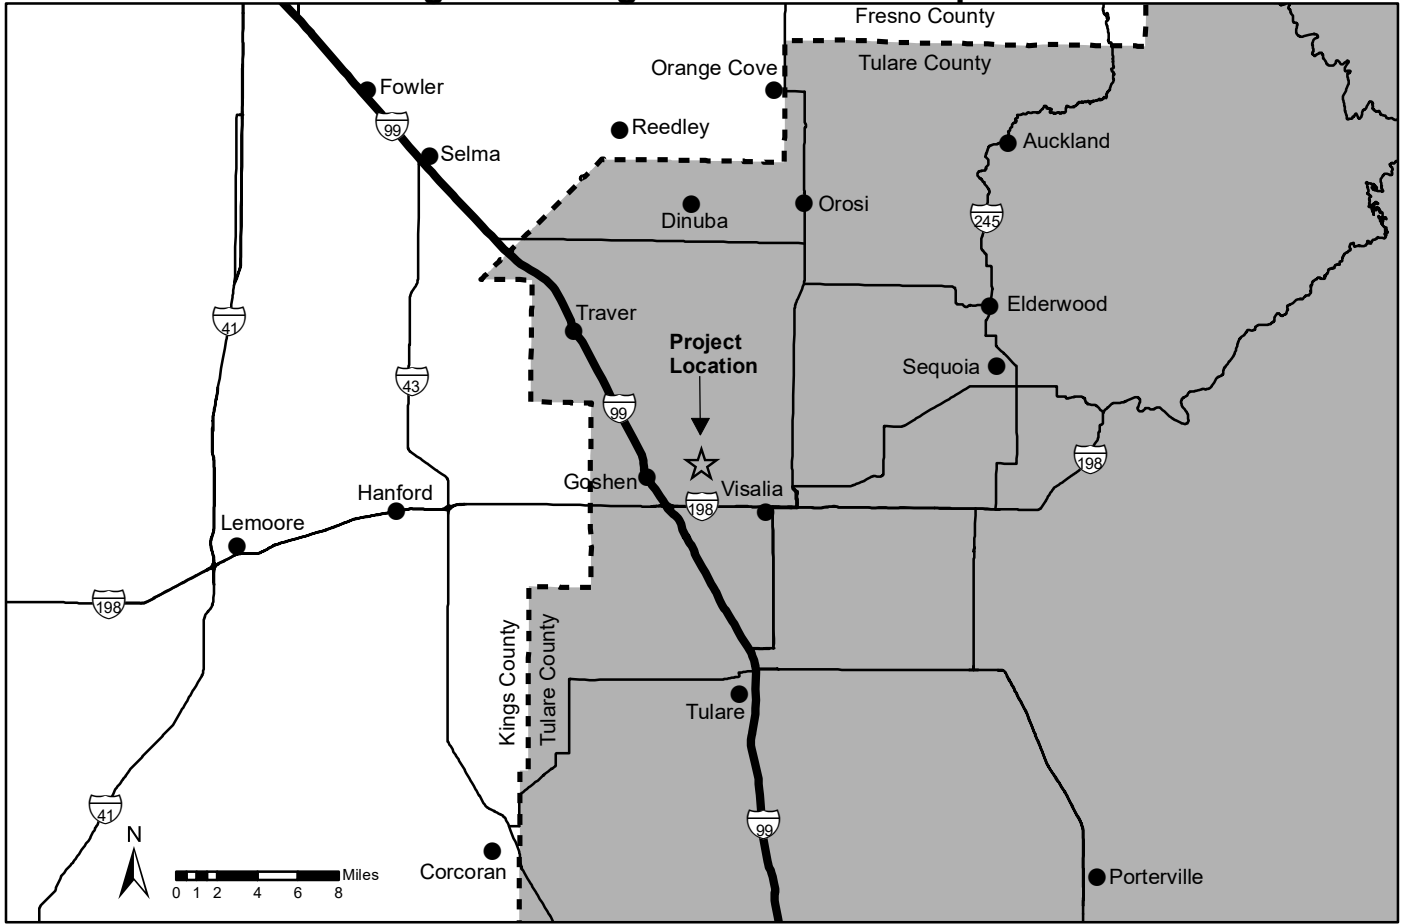 Fresno County
Tulare County
Orange Cove
Fowler
99
Reedley
Selma
Auckland
Dinuba
Orosi
245
Elderwood
Traver
41
Project
Location
Sequoia
43
99
198
Goshen
Visalia
198
Hanford
Lemoore
198
Kings County
Tulare County
Tulare
41
99
N
Miles
0 1 2 4 6 8
Corcoran
Porterville